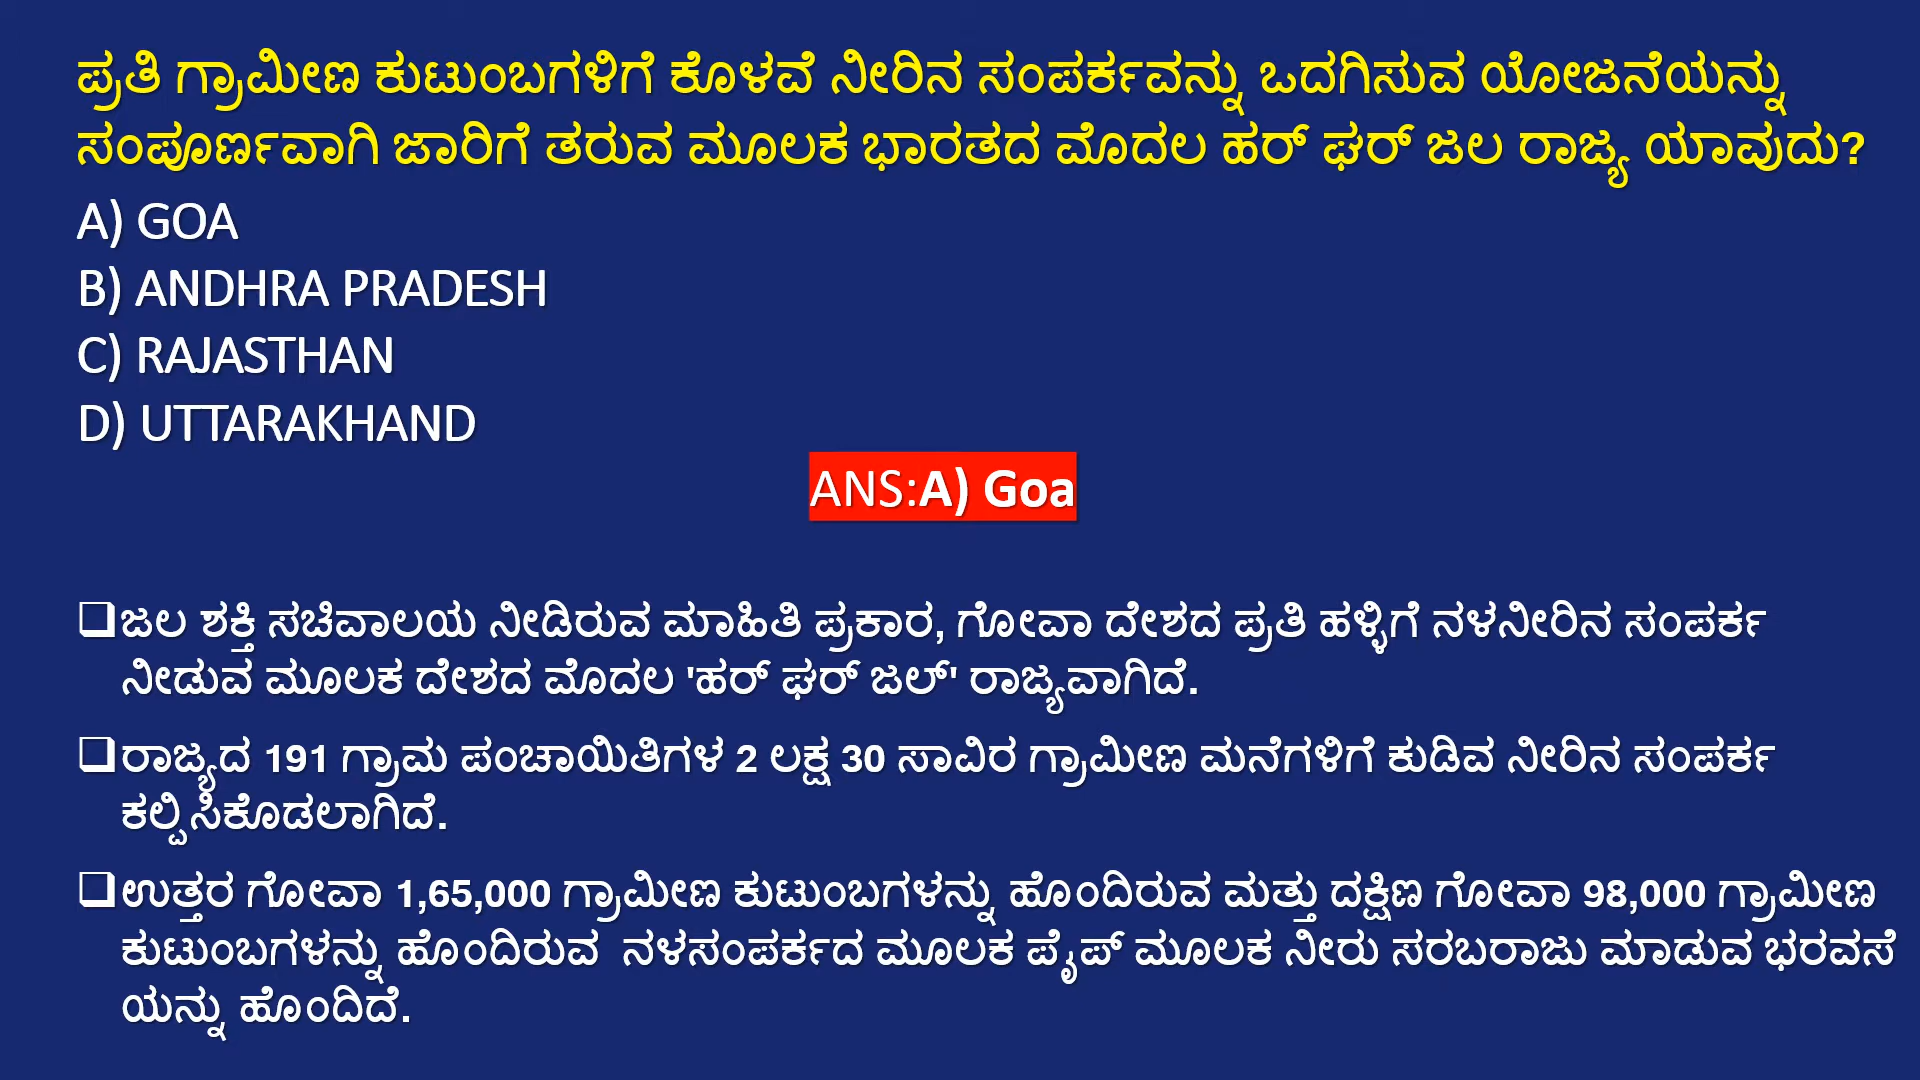 ಪ್ರತಿ ಗ್ರಾಮೀಣ ಕುಟುಂಬಗಳಿಗೆ ಕೊಳವೆ ನೀರಿನ ಸಂಪರ್ಕವನ್ನು ಒದಗಿಸುವ ಯೋಜನೆಯನ್ನು
ಸಂಪೂರ್ಣವಾಗಿ ಜಾರಿಗೆ ತರುವ ಮೂಲಕ ಭಾರತದ ಮೊದಲ ಹರ್ ಘರ್ ಜಲ ರಾಜ್ಯ ಯಾವುದು?
A) GOA
B) ANDHRA PRADESH
C) RAJASTHAN
D) UTTARAKHAND
ANS:A) Goa
❑ಜಲ ಶಕ್ತಿ ಸಚಿವಾಲಯ ನೀಡಿರುವ ಮಾಹಿತಿ ಪ್ರಕಾರ, ಗೋವಾ ದೇಶದ ಪ್ರತಿ ಹಳ್ಳಿಗೆ ನಳನೀರಿನ ಸಂಪರ್ಕ
ನೀಡುವ ಮೂಲಕ ದೇಶದ ಮೊದಲ 'ಹರ್ ಘರ್ ಜಲ್' ರಾಜ್ಯವಾಗಿದೆ.
❑ರಾಜ್ಯದ 191 ಗ್ರಾಮ ಪಂಚಾಯಿತಿಗಳ 2 ಲಕ್ಷ 30 ಸಾವಿರ ಗ್ರಾಮೀಣ ಮನೆಗಳಿಗೆ ಕುಡಿವ ನೀರಿನ ಸಂಪರ್ಕ
ಕಲ್ಪಿಸಿಕೊಡಲಾಗಿದೆ.
❑ಉತ್ತರ ಗೋವಾ 1,65,000 ಗ್ರಾಮೀಣ ಕುಟುಂಬಗಳನ್ನು ಹೊಂದಿರುವ ಮತ್ತು ದಕ್ಷಿಣ ಗೋವಾ 98,000 ಗ್ರಾಮೀಣ
ಕುಟುಂಬಗಳನ್ನು ಹೊಂದಿರುವ ನಳಸಂಪರ್ಕದ ಮೂಲಕ ಪೈಪ್ ಮೂಲಕ ನೀರು ಸರಬರಾಜು ಮಾಡುವ ಭರವಸೆ
ಯನ್ನು ಹೊಂದಿದೆ.